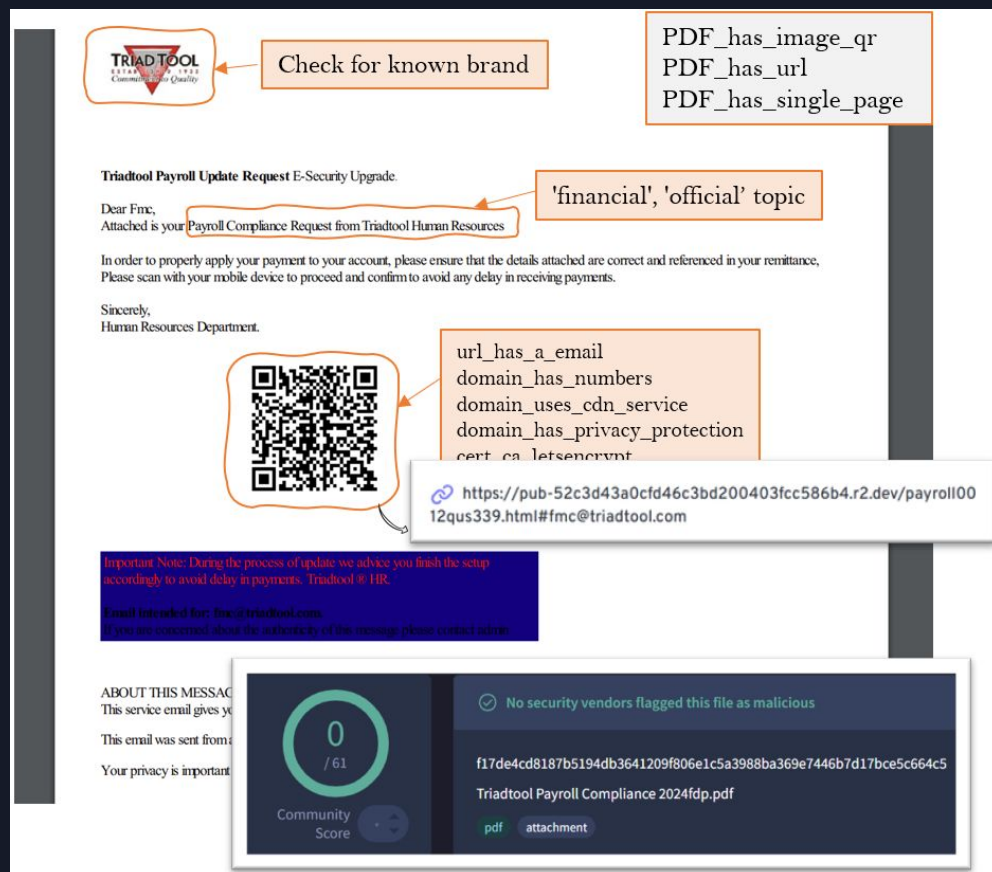 TRIAD TOOL
ESTABLISHED 1933
Commitment to Quality
Check for known brand
PDF_has_image_qr
PDF_has_url
PDF_has_single_page
Triadtool Payroll Update Request E-Security Upgrade.
'financial', 'official’ topic
Dear Fmc,
Attached is your Payroll Compliance Request from Triadtool Human Resources
In order to properly apply your payment to your account, please ensure that the details attached are correct and referenced in your remittance,
Please scan with your mobile device to proceed and confirm to avoid any delay in receiving payments.
Sincerely,
Human Resources Department.
url_has_a_email
domain_has_numbers
domain_uses_cdn_service
domain_has_privacy_protection
cert_ca_letsencrypt
https://pub-52c3d43a0cfd46c3bd200403fcc586b4.r2.dev/payroll00
12qus339.html#fmc@triadtool.com
Important Note: During the process of update we advice you finish the setup
accordingly to avoid delay in payments. Triadtool ® HR.
Email intended for: fmc@triadtool.com.
If you are concerned about the authenticity of this message please contact admin
ABOUT THIS MESSAG
This service email gives yo
This email was sent from a
Your privacy is important
0
/ 61
Community
Score
No security vendors flagged this file as malicious
f17de4cd8187b5194db3641209f806e1c5a3988ba369e7446b7d17bce5c664c5
Triadtool Payroll Compliance 2024fdp.pdf
pdf attachment